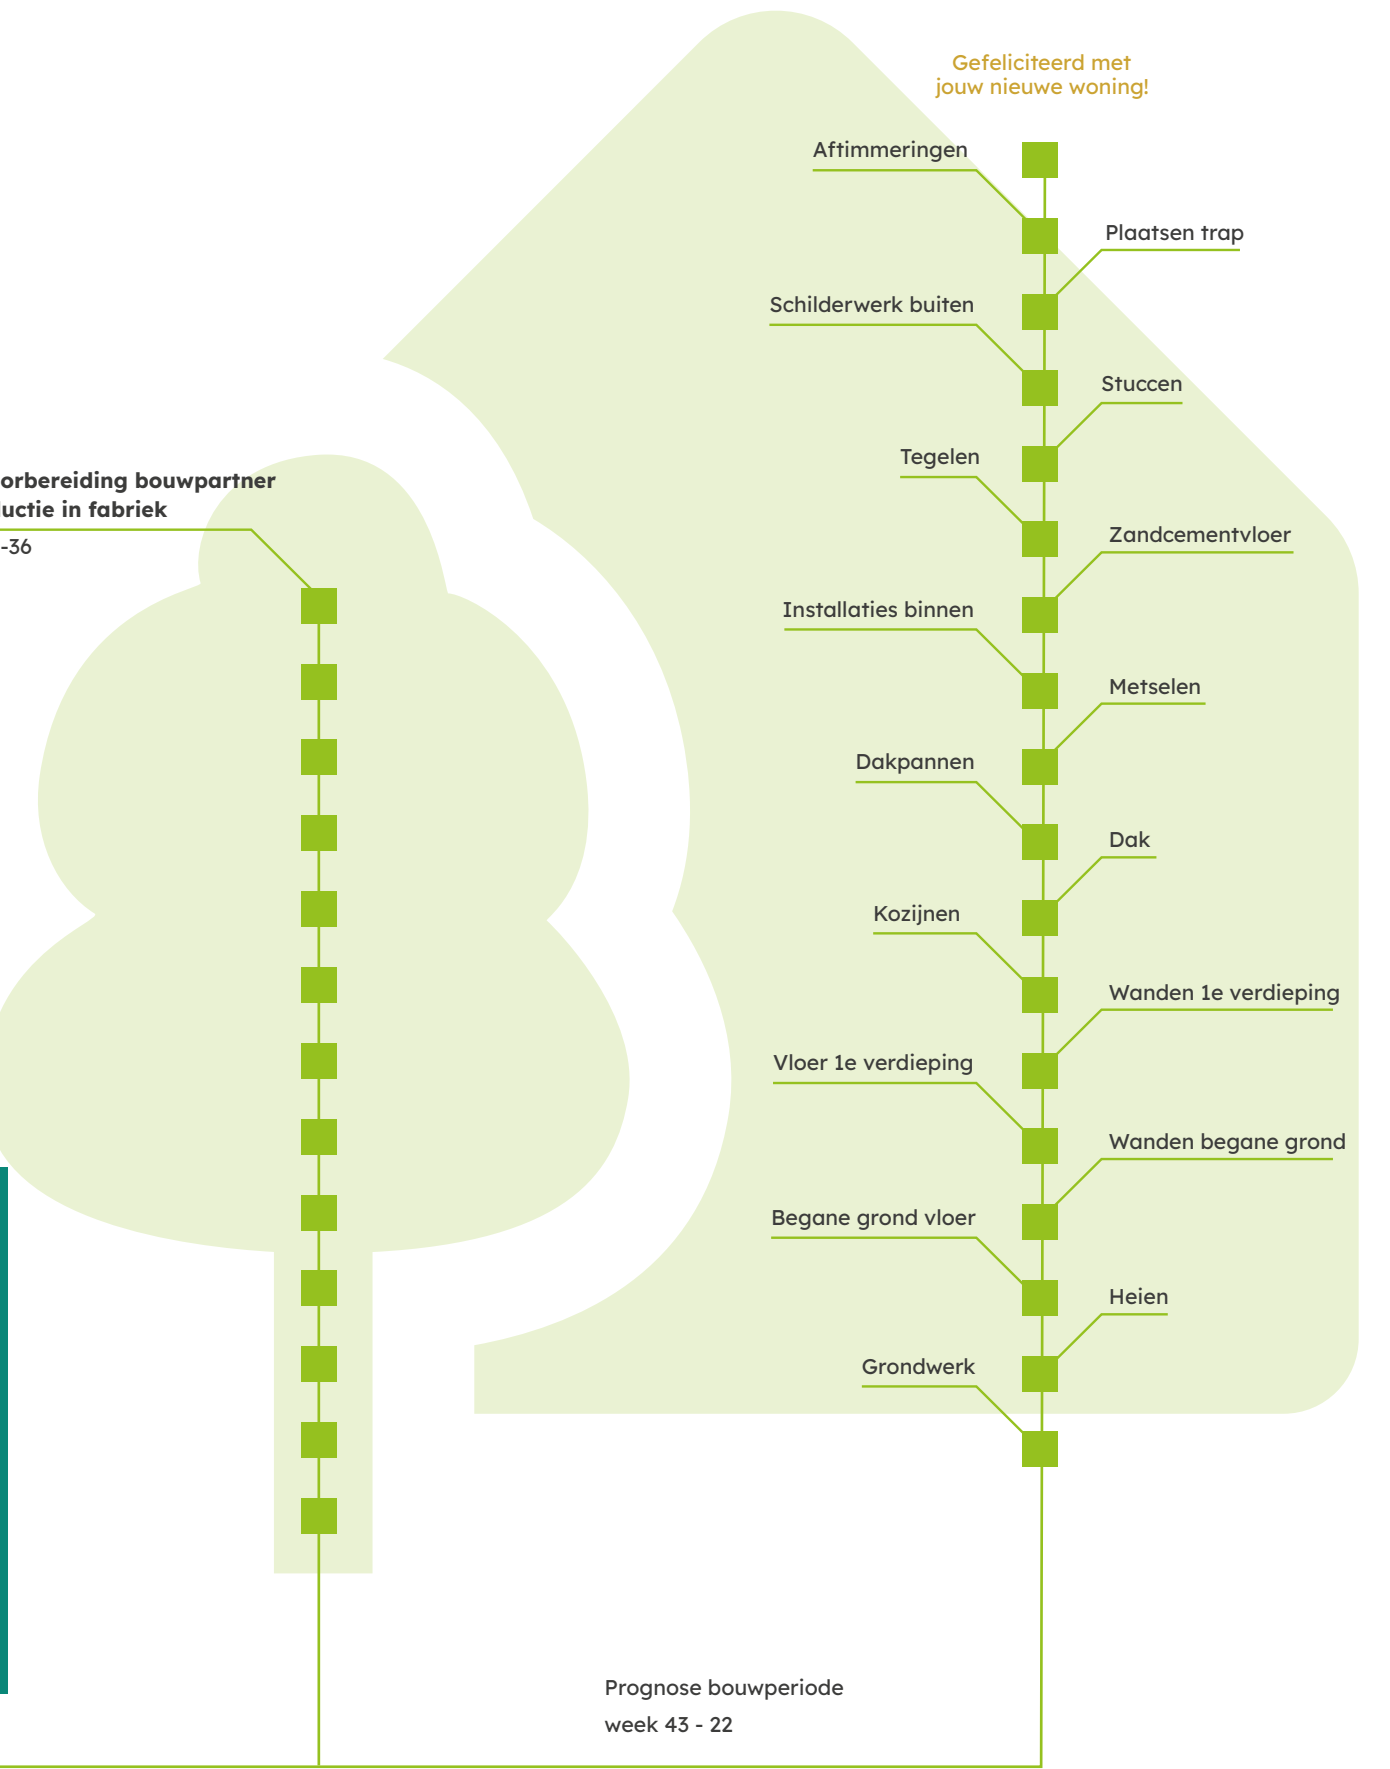 Gefeliciteerd met
jouw nieuwe woning!
Aftimmeringen
Plaatsen trap
Schilderwerk buiten
Stuccen
Tegelen
orbereiding bouwpartner
uctie in fabriek
-36
Zandcementvloer
Installaties binnen
Metselen
Dakpannen
Dak
Kozijnen
Wanden 1e verdieping
Vloer 1e verdieping
Wanden begane grond
Begane grond vloer
Heien
Grondwerk
Prognose bouwperiode
week 43 - 22